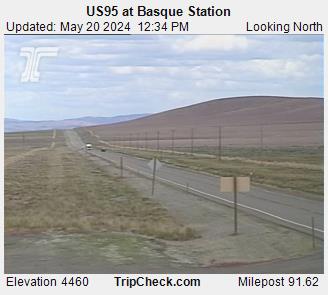 US95 at Basque Station
Updated: May 20 2024 12:34 PM Looking North
Elevation 4460 TripCheck.com Milepost 91.62